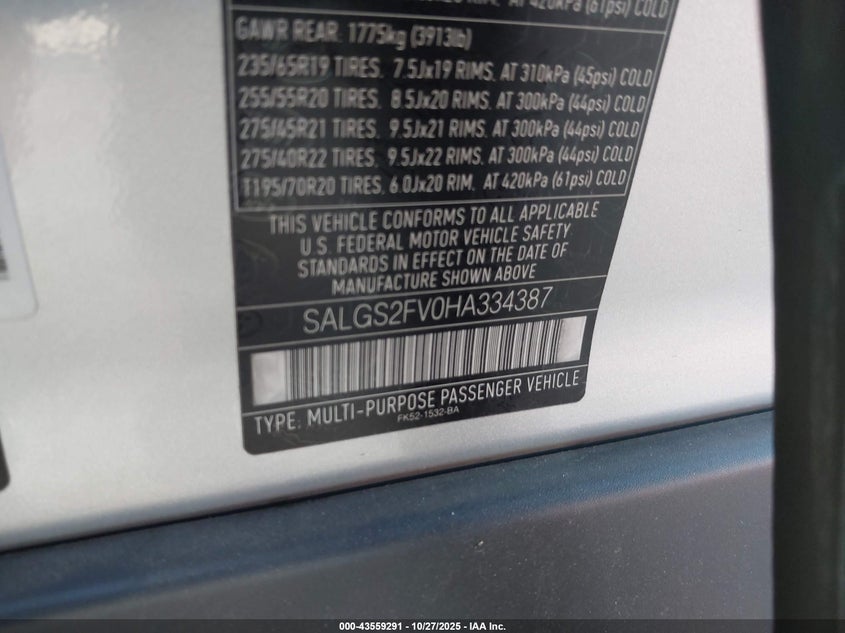 AT 420kPa (61psi) COLD
GAWR REAR. 1775kg (3913lb)
235/65R19 TIRES, 7.5Jx19 RIMS, AT 310kPa (45psi) COLD
255/55R20 TIRES, 8.5Jx20 RIMS, AT 300kPa (44psi) COLD
275/45R21 TIRES, 9.5Jx21 RIMS, AT 300kPa (44psi) COLD
275/40R22 TIRES, 9.5Jx22 RIMS, AT 300kPa (44psi) COLD
T195/70R20 TIRES, 6.0Jx20 RIM, AT 420kPa (61psi) COLD
THIS VEHICLE CONFORMS TO ALL APPLICABLE
U.S. FEDERAL MOTOR VEHICLE SAFETY
STANDARDS IN EFFECT ON THE DATE OF
MANUFACTURE SHOWN ABOVE
SALGS2FV0HA334387
TYPE. MULTI-PURPOSE PASSENGER VEHICLE
FK52-1532-BA
000-43559291 - 10/27/2025 - IAA Inc.